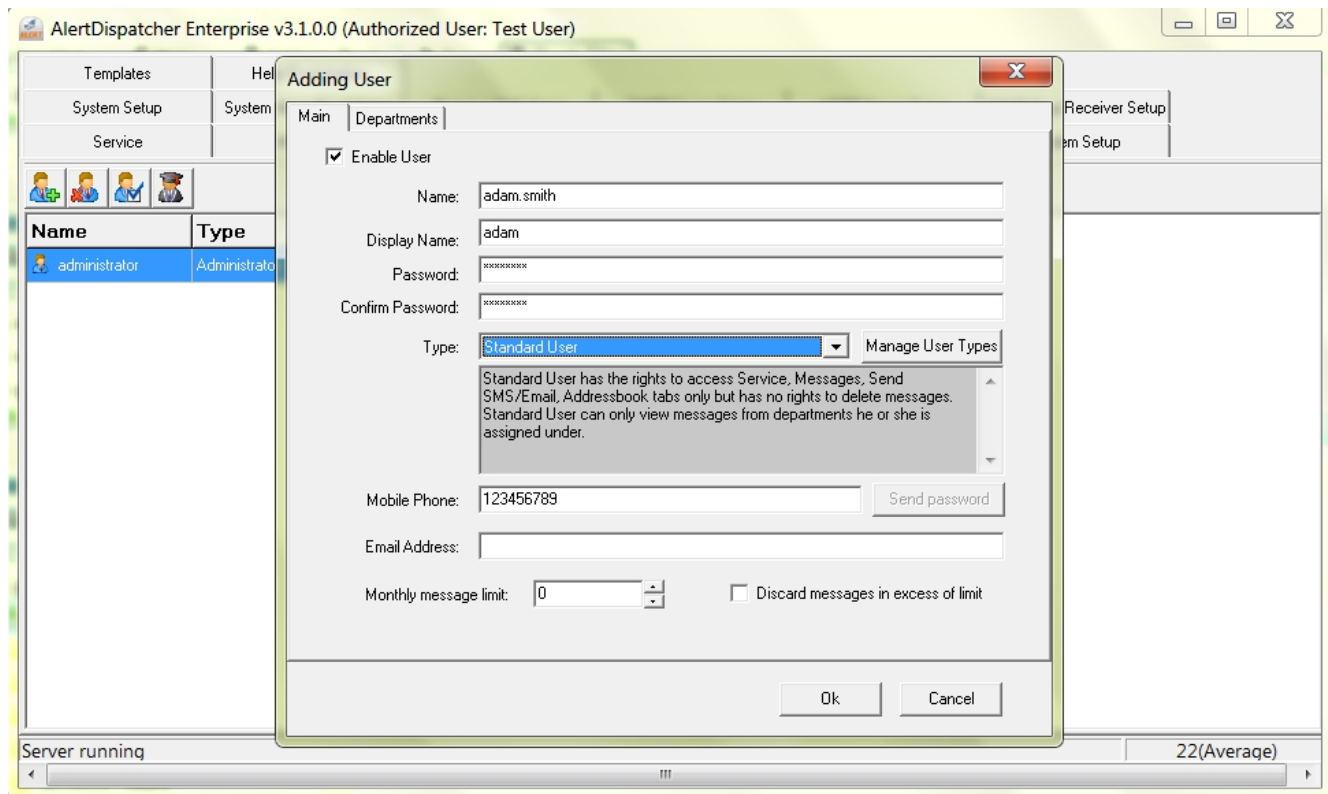 AlertDispatcher Enterprise v3.1.0.0 (Authorized User: Test User)
Templates
Hel
System Setup
System
Receiver Setup
Service
em Setup
Name Type
administrator Administrato
Adding User
Main Departments
Enable User
Name: adam.smith
Display Name: adam
Password: ********
Confirm Password: ********
Type: Standard User Manage User Types
Standard User has the rights to access Service, Messages, Send
SMS/Email, Addressbook tabs only but has no rights to delete messages.
Standard User can only view messages from departments he or she is
assigned under.
Mobile Phone: 123456789 Send password
Email Address:
Monthly message limit: 0 Discard messages in excess of limit
Ok Cancel
Server running 22(Average)